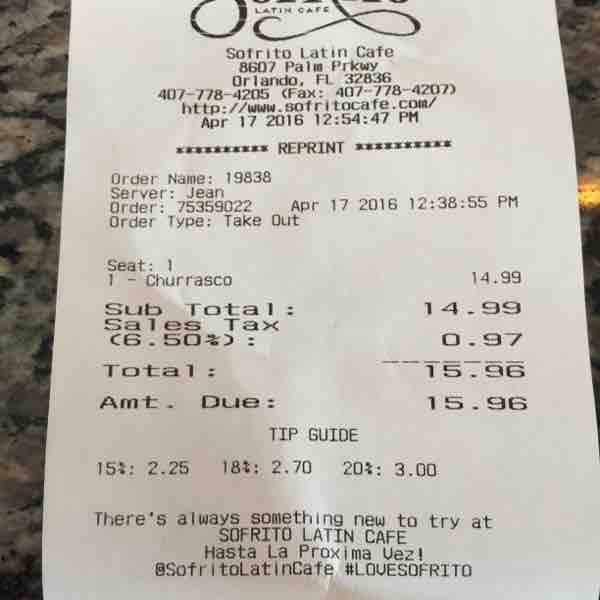 LATIN CAFE
Sofrito Latin Cafe
8607 Palm Prkwy
Orlando, FL 32836
407-778-4205 (Fax: 407-778-4207)
http://www.sofritocafe.com/
Apr 17 2016 12:54:47 PM
********** REPRINT **********
Order Name: 19838
Server: Jean
Order: 75359022 Apr 17 2016 12:38:55 PM
Order Type: Take Out
Seat: 1
1 - Churrasco 14.99
Sub Total: 14.99
Sales Tax
(6.50%): 0.97
Total: 15.96
Amt. Due: 15.96
TIP GUIDE
15%: 2.25 18%: 2.70 20%: 3.00
There's always something new to try at
SOFRITO LATIN CAFE
Hasta La Proxima Vez!
@SofritoLatinCafe #LOVESOFRITO